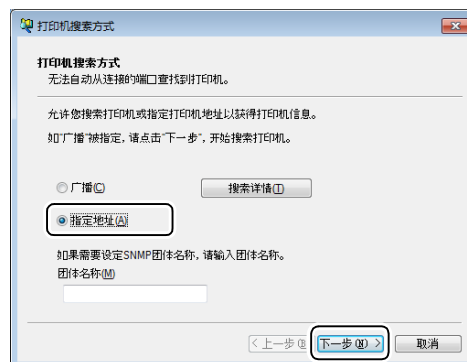 打印机搜索方式
打印机搜索方式
无法自动从连接的端口查找到打印机。
允许您搜索打印机或指定打印机地址以获得打印机信息。
如"广播"被指定，请点击"下一步"，开始搜索打印机。
广播(C)
搜索详情(T)
指定地址(A)
如果需要设定SNMP团体名称，请输入团体名称。
团体名称(M)
<上一步(B
下一步(N) >
取消